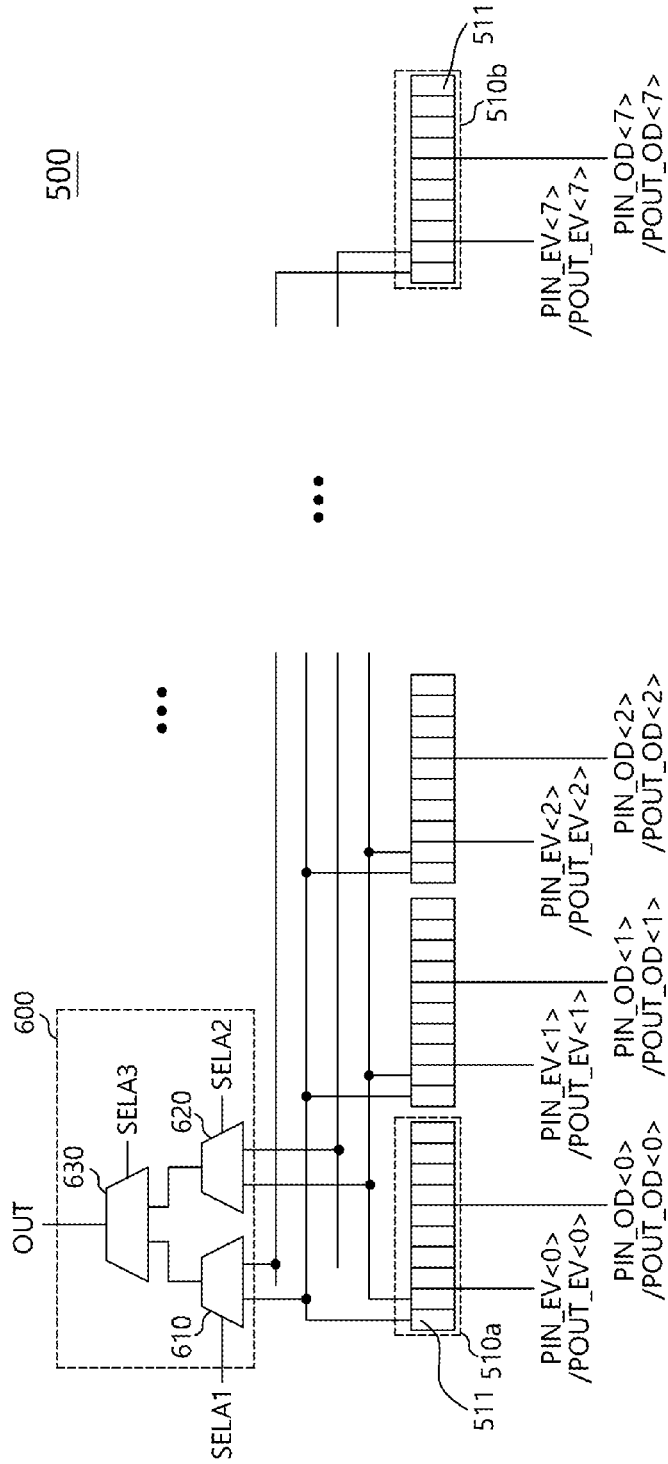 500
OUT
600
630
SELA3
610
620
SELA1
SELA2
511
510a
511
510b
PIN_EV<0>
/POUT_EV<0>
PIN_OD<0>
/POUT_OD<0>
PIN_EV<1>
/POUT_EV<1>
PIN_OD<1>
/POUT_OD<1>
PIN_EV<2>
/POUT_EV<2>
PIN_OD<2>
/POUT_OD<2>
PIN_EV<7>
/POUT_EV<7>
PIN_OD<7>
/POUT_OD<7>